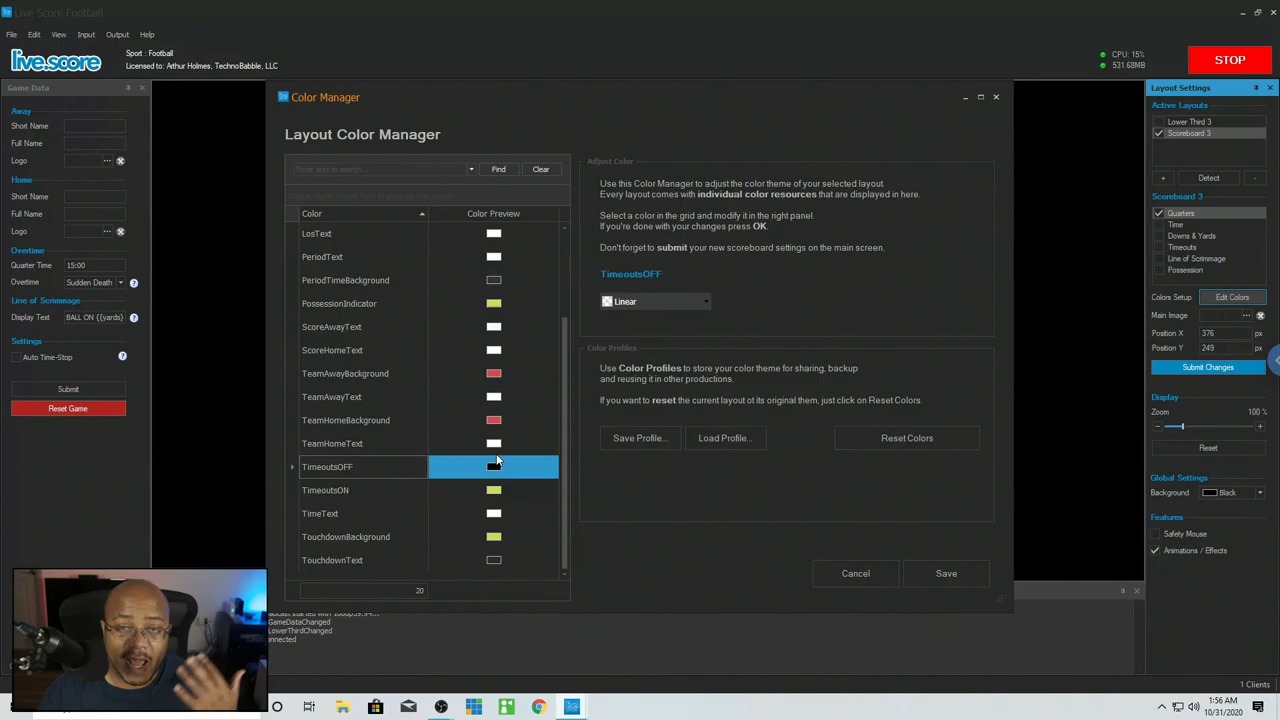 Live Score Football
File Edit View Input Output Help
live.score
Sport : Football
Licensed to: Arthur Holmes, TechnoBabble, LLC
CPU: 15%
531.68MB
STOP
Game Data
Away
Short Name
Full Name
Logo
Home
Short Name
Full Name
Logo
Overtime
Quarter Time 15:00
Overtime Sudden Death
Line of Scrimmage
Display Text BALL ON {{yards}
Settings
Auto Time-Stop
Submit
Reset Game
Color Manager
Layout Color Manager
Enter text to search...
Find
Clear
Color
Color Preview
LosText
PeriodText
PeriodTimeBackground
PossessionIndicator
ScoreAwayText
ScoreHomeText
TeamAwayBackground
TeamAwayText
TeamHomeBackground
TeamHomeText
TimeoutsOFF
TimeoutsON
TimeText
TouchdownBackground
TouchdownText
20
Adjust Color
Use this Color Manager to adjust the color theme of your selected layout.
Every layout comes with individual color resources that are displayed in here.
Select a color in the grid and modify it in the right panel.
If you're done with your changes press OK.
Don't forget to submit your new scoreboard settings on the main screen.
TimeoutsOFF
Linear
Color Profiles
Use Color Profiles to store your color theme for sharing, backup
and reusing it in other productions.
If you want to reset the current layout ot its original them, just click on Reset Colors.
Save Profile...
Load Profile...
Reset Colors
Cancel
Save
GameDataChanged
LowerThirdChanged
Layout Settings
Active Layouts
Lower Third 3
Scoreboard 3
+
Detect
-
Scoreboard 3
Quarters
Time
Downs & Yards
Timeouts
Line of Scrimmage
Possession
Colors Setup Edit Colors
Main Image
Position X 376 px
Position Y 249 px
Submit Changes
Display
Zoom 100 %
Reset
Global Settings
Background Black
Features
Safety Mouse
Animations / Effects
1 Clients
1:56 AM
10/31/2020